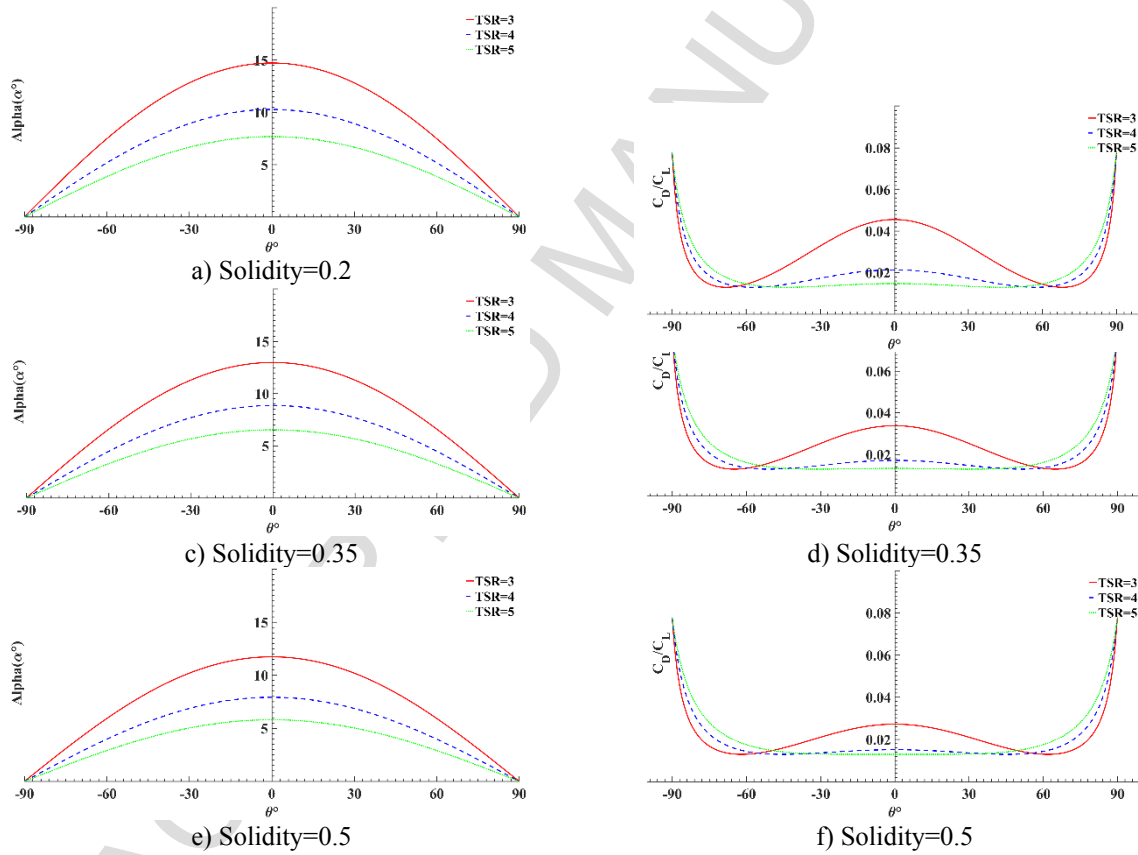 TSR=3
TSR=4
TSR=5
Alpha(α°)
15
10
5
-90 -60 -30 0 30 60 90
θ°
a) Solidity=0.2
TSR=3
TSR=4
TSR=5
C_D/C_L
0.08
0.06
0.04
0.02
-90 -60 -30 0 30 60 90
θ°
TSR=3
TSR=4
TSR=5
Alpha(α°)
15
10
5
-90 -60 -30 0 30 60 90
θ°
c) Solidity=0.35
C_D/C_L
0.06
0.04
0.02
-90 -60 -30 0 30 60 90
θ°
d) Solidity=0.35
TSR=3
TSR=4
TSR=5
Alpha(α°)
15
10
5
-90 -60 -30 0 30 60 90
θ°
e) Solidity=0.5
TSR=3
TSR=4
TSR=5
C_D/C_L
0.08
0.06
0.04
0.02
-90 -60 -30 0 30 60 90
θ°
f) Solidity=0.5